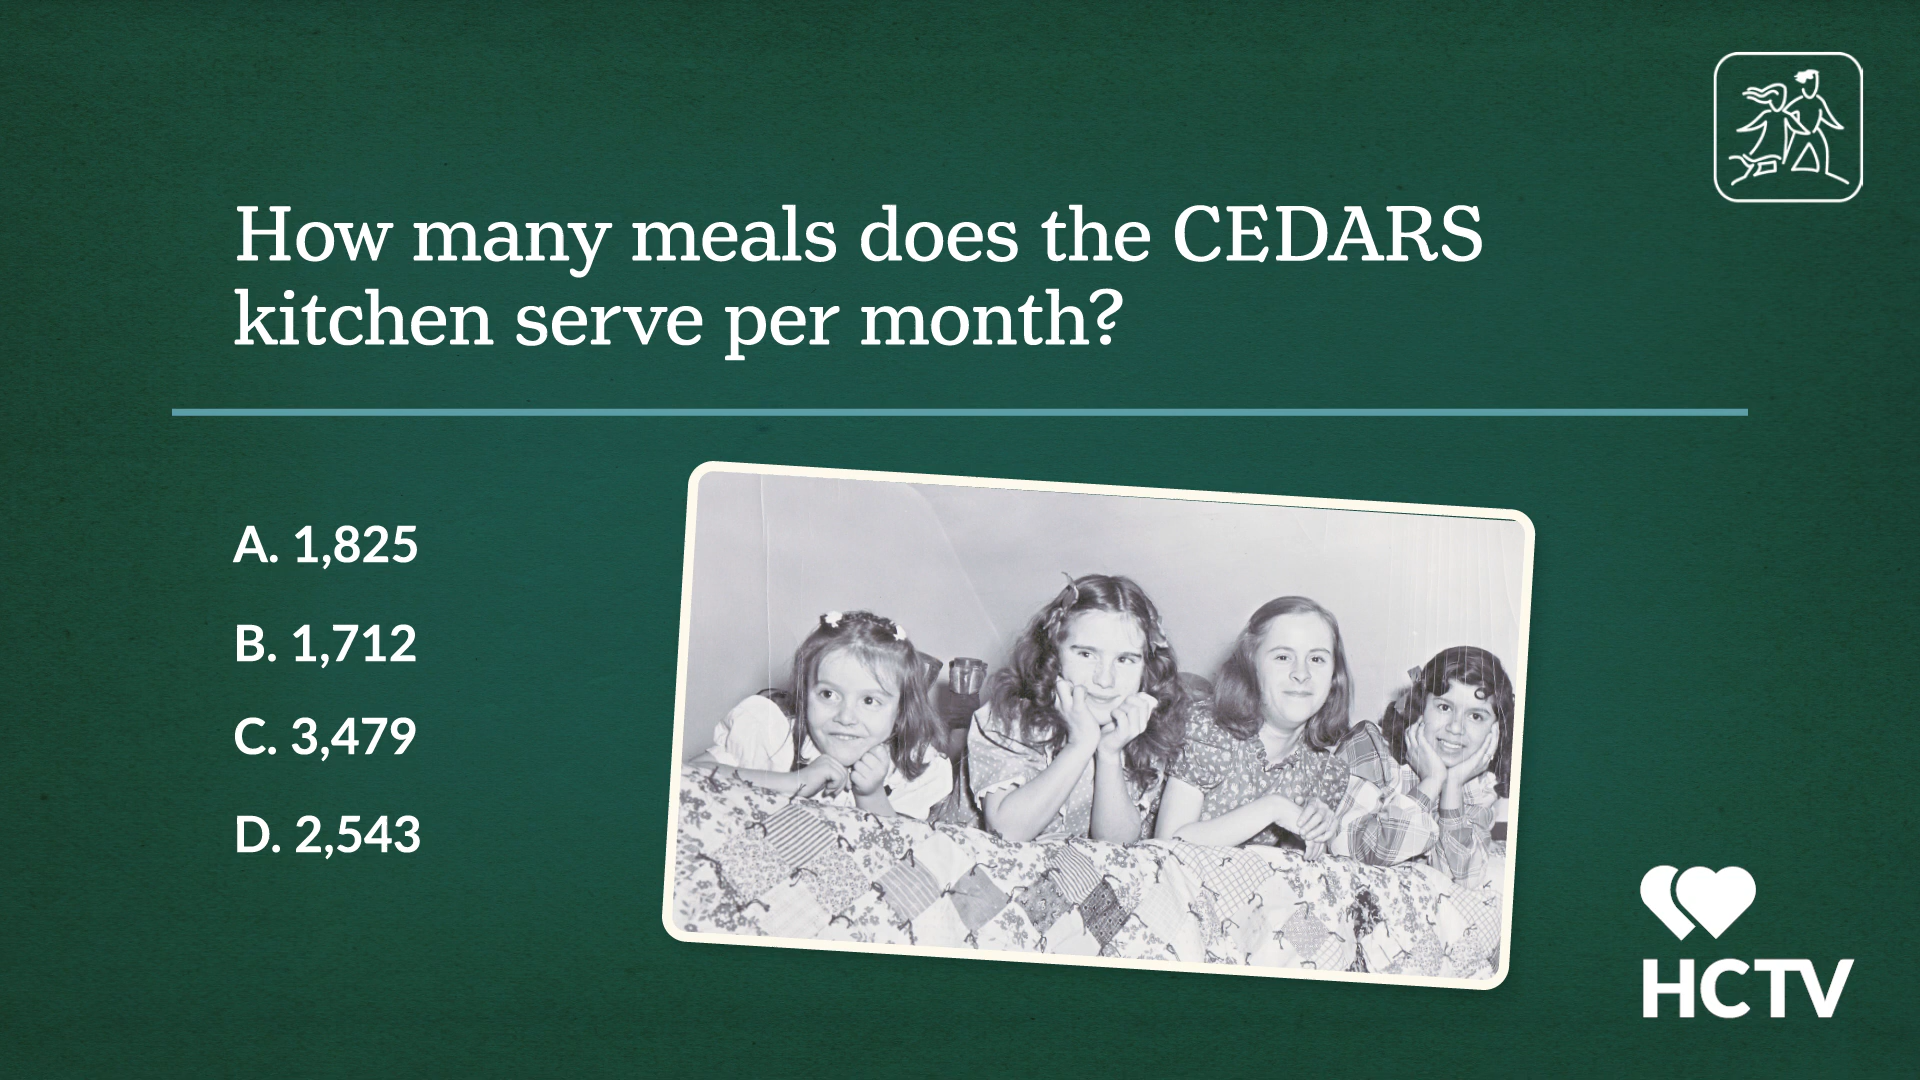 How many meals does the CEDARS
kitchen serve per month?
A. 1,825
B. 1,712
C. 3,479
D. 2,543
HCTV